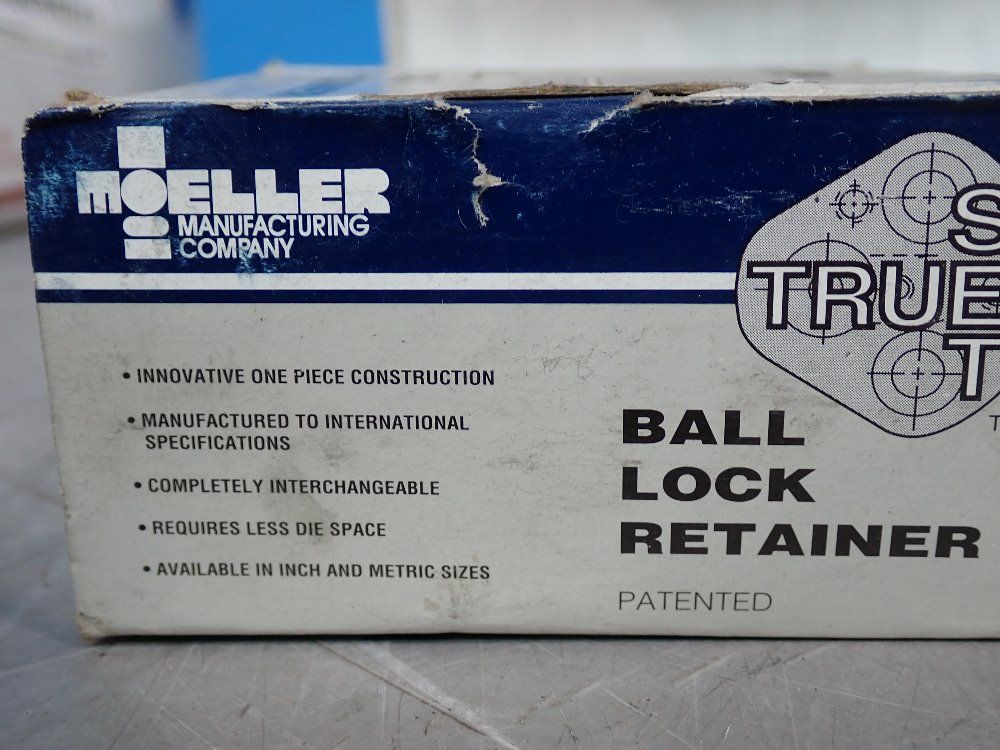 MOELLER
MANUFACTURING
COMPANY
TRUE
• INNOVATIVE ONE PIECE CONSTRUCTION
• MANUFACTURED TO INTERNATIONAL
SPECIFICATIONS
• COMPLETELY INTERCHANGEABLE
• REQUIRES LESS DIE SPACE
• AVAILABLE IN INCH AND METRIC SIZES
BALL
LOCK
RETAINER
PATENTED